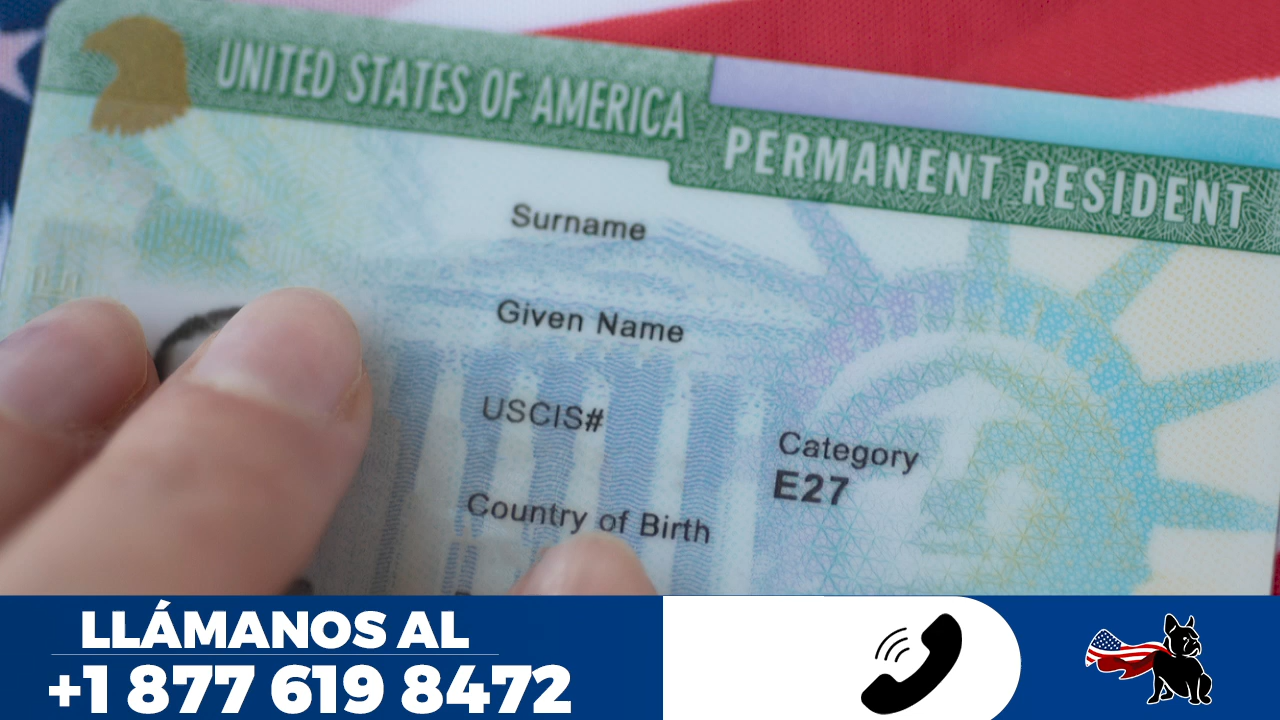 UNITED STATES OF AMERICA
PERMANENT RESIDENT
Surname
Given Name
USCIS#
Category
E27
Country of Birth
LLÁMANOS AL
+1 877 619 8472